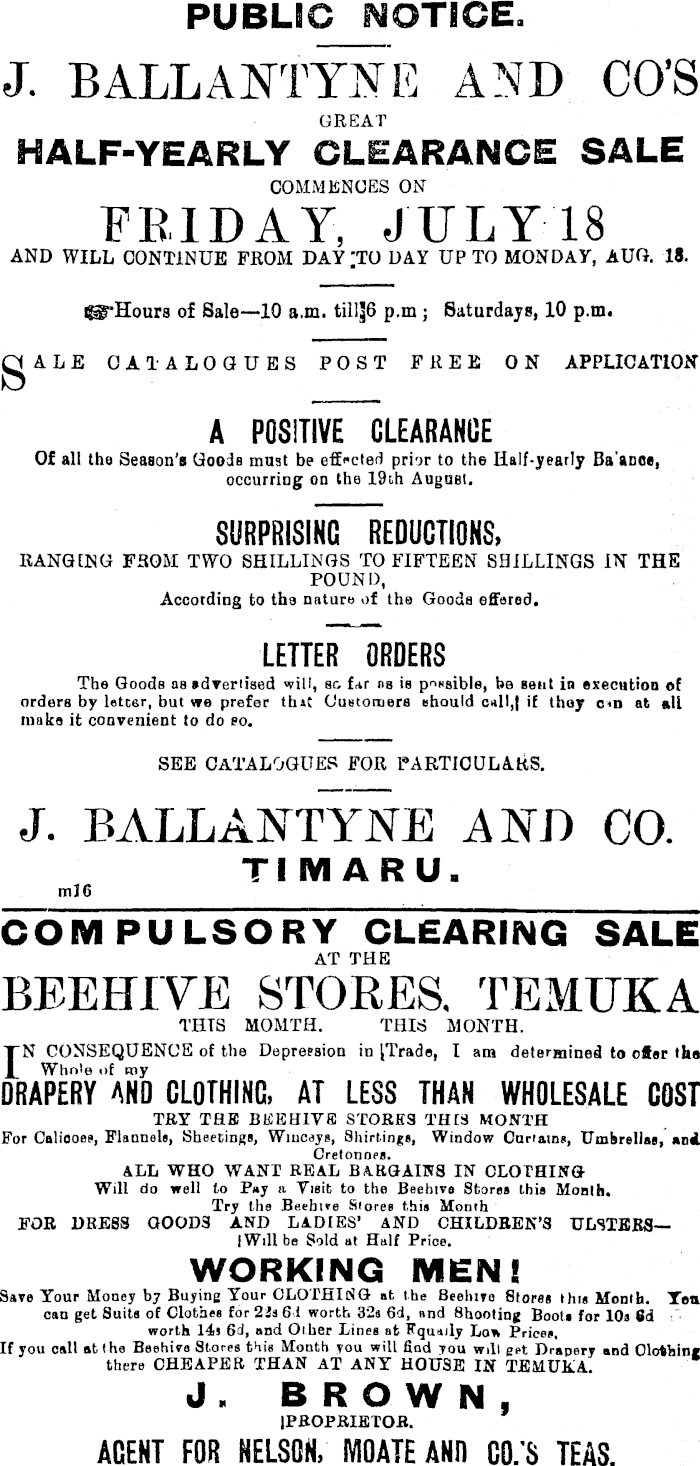 PUBLIC NOTICE.
J. BALLANTYNE AND CO'S
GREAT
HALF-YEARLY CLEARANCE SALE
COMMENCES ON
FRIDAY, JULY 18
AND WILL CONTINUE FROM DAY TO DAY UP TO MONDAY, AUG. 18.
☞Hours of Sale—10 a.m. till 6 p.m ; Saturdays, 10 p.m.
SALE CATALOGUES POST FREE ON APPLICATION
A POSITIVE CLEARANCE
Of all the Season's Goods must be effected prior to the Half-yearly Balance,
occurring on the 19th August.
SURPRISING REDUCTIONS,
RANGING FROM TWO SHILLINGS TO FIFTEEN SHILLINGS IN THE
POUND,
According to the nature of the Goods offered.
LETTER ORDERS
The Goods as advertised will, so far as is possible, be sent in execution of
orders by letter, but we prefer that Customers should call, if they can at all
make it convenient to do so.
SEE CATALOGUES FOR PARTICULARS.
J. BALLANTYNE AND CO.
TIMARU.
m16
COMPULSORY CLEARING SALE
AT THE
BEEHIVE STORES, TEMUKA
THIS MOMTH. THIS MONTH.
IN CONSEQUENCE of the Depression in Trade, I am determined to offer the
Whole of my
DRAPERY AND CLOTHING, AT LESS THAN WHOLESALE COST
TRY THE BEEHIVE STORES THIS MONTH
For Calicoes, Flannels, Sheetings, Winceys, Shirtings, Window Curtains, Umbrellas, and
Cretonnes.
ALL WHO WANT REAL BARGAINS IN CLOTHING
Will do well to Pay a Visit to the Beehive Stores this Month.
Try the Beehive Stores this Month
FOR DRESS GOODS AND LADIES' AND CHILDREN'S ULSTERS—
Will be Sold at Half Price.
WORKING MEN!
Save Your Money by Buying Your CLOTHING at the Beehive Stores this Month. You
can get Suits of Clothes for 22s 6d worth 32s 6d, and Shooting Boots for 10s 6d
worth 14s 6d, and Other Lines at Equally Low Prices.
If you call at the Beehive Stores this Month you will find you will get Drapery and Clothing
there CHEAPER THAN AT ANY HOUSE IN TEMUKA.
J. BROWN,
PROPRIETOR.
AGENT FOR NELSON, MOATE AND CO.'S TEAS.